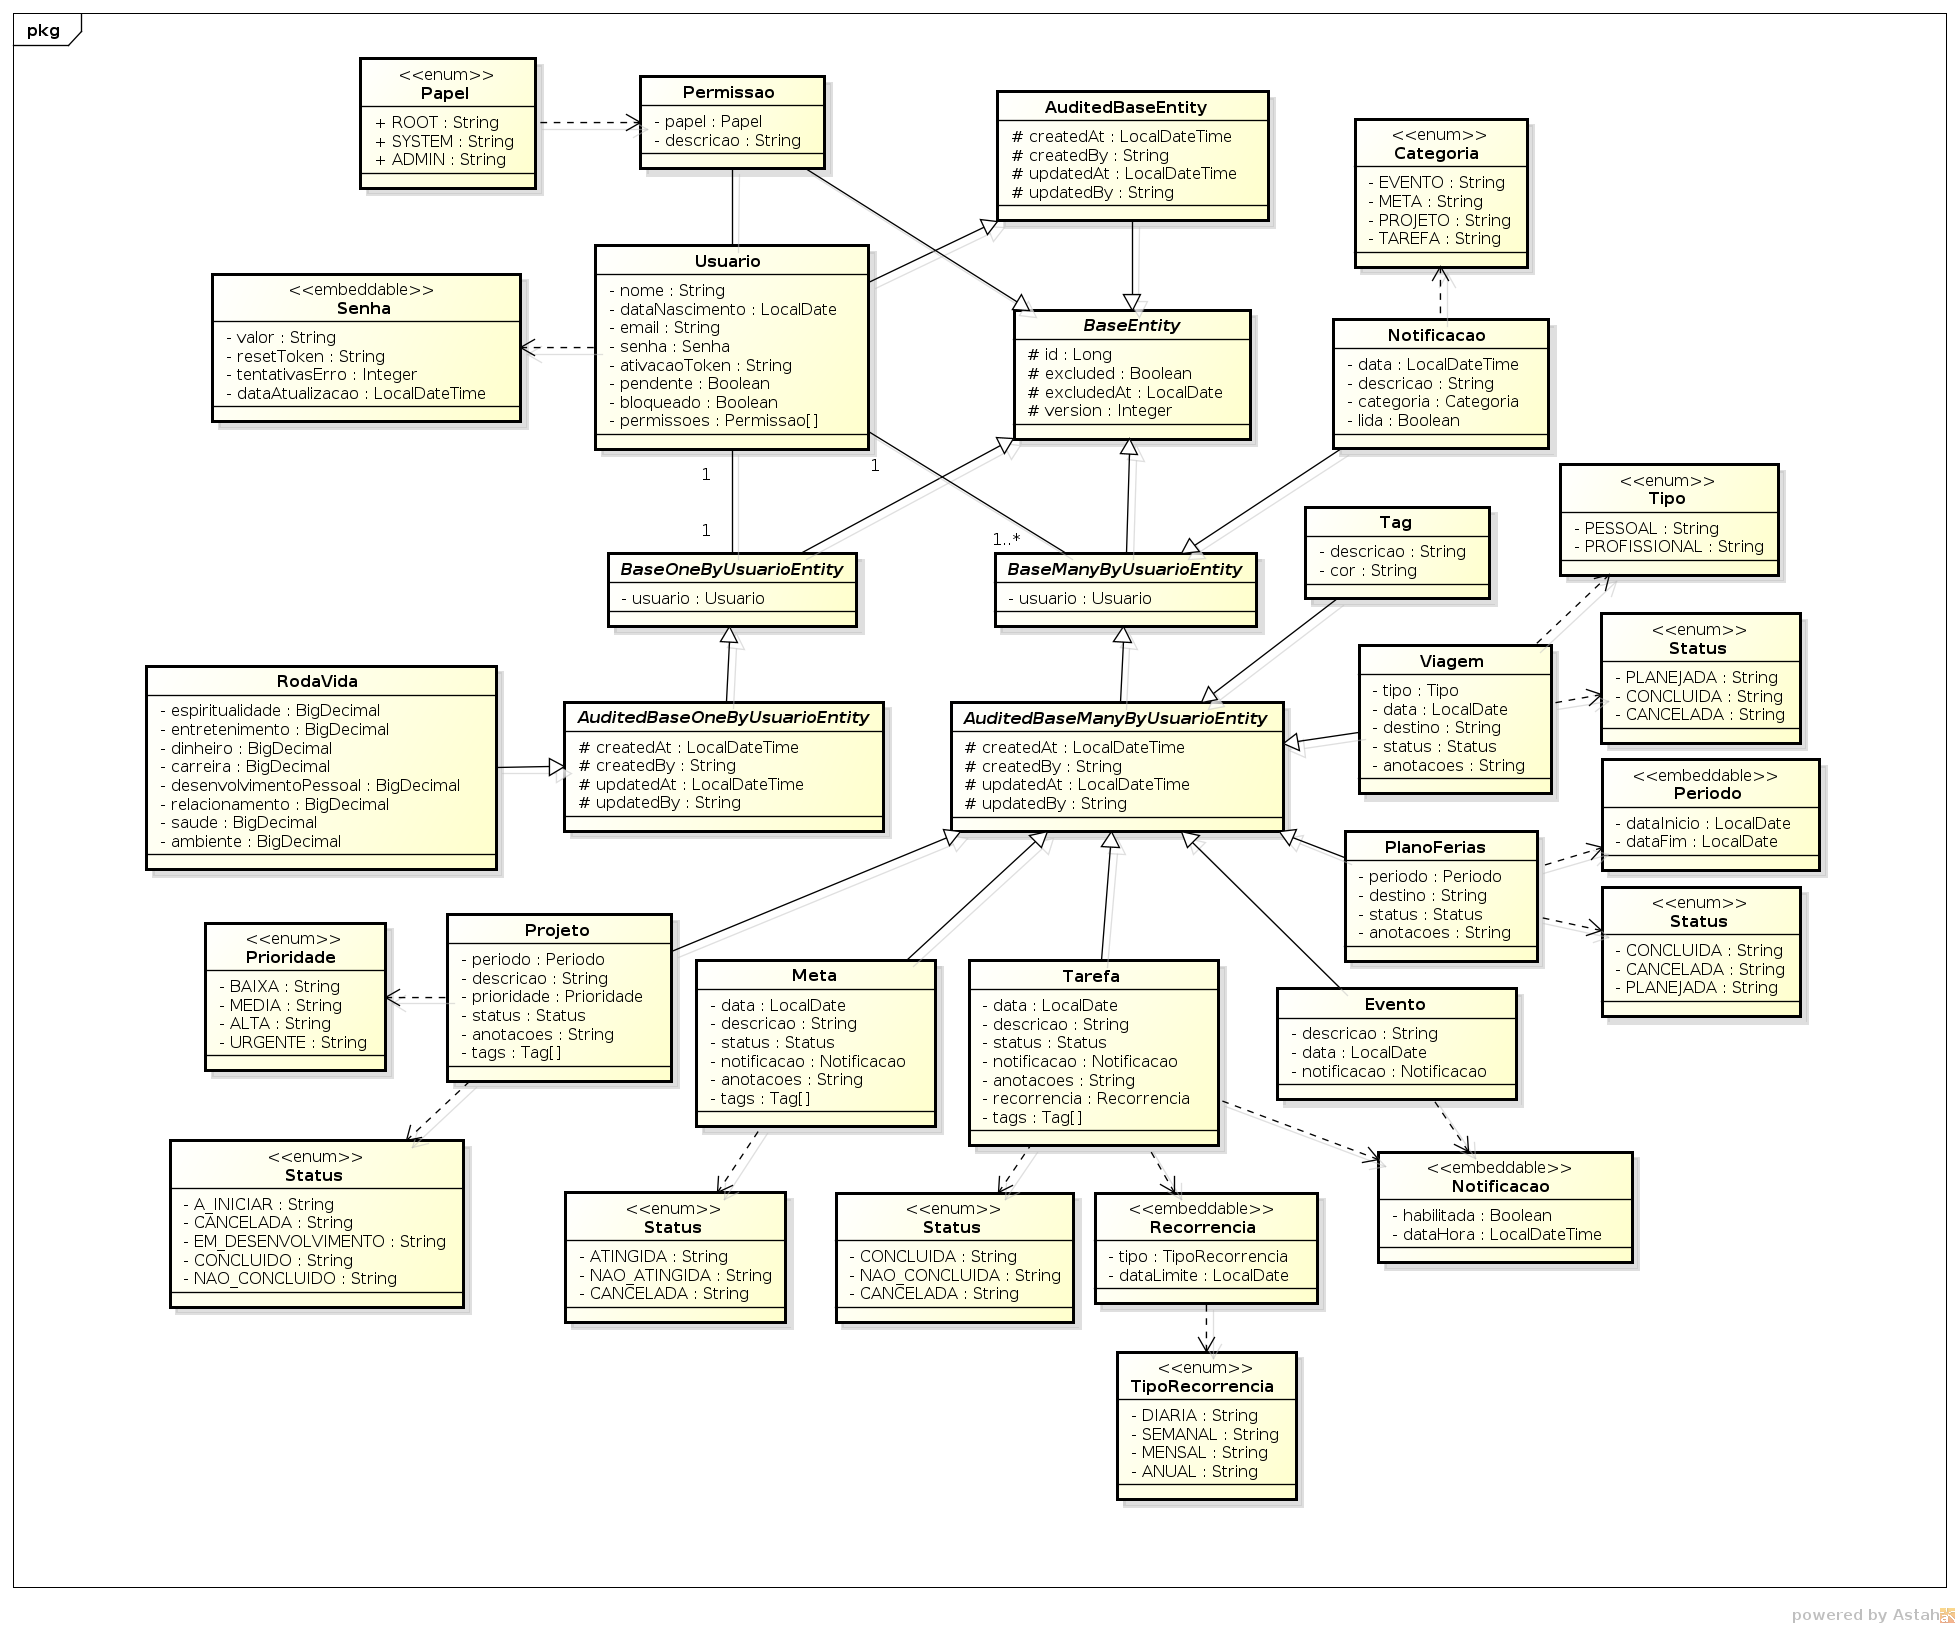 pkg
<<enum>>
Papel
+ ROOT : String
+ SYSTEM : String
+ ADMIN : String
Permissao
- papel : Papel
- descricao : String
AuditedBaseEntity
# createdAt : LocalDateTime
# createdBy : String
# updatedAt : LocalDateTime
# updatedBy : String
<<enum>>
Categoria
- EVENTO : String
- META : String
- PROJETO : String
- TAREFA : String
<<embeddable>>
Senha
- valor : String
- resetToken : String
- tentativasErro : Integer
- dataAtualizacao : LocalDateTime
Usuario
- nome : String
- dataNascimento : LocalDate
- email : String
- senha : Senha
- ativacaoToken : String
- pendente : Boolean
- bloqueado : Boolean
- permissoes : Permissao[]
BaseEntity
# id : Long
# excluded : Boolean
# excludedAt : LocalDate
# version : Integer
Notificacao
- data : LocalDateTime
- descricao : String
- categoria : Categoria
- lida : Boolean
1
1
1
1..*
<<enum>>
Tipo
- PESSOAL : String
- PROFISSIONAL : String
Tag
- descricao : String
- cor : String
BaseOneByUsuarioEntity
- usuario : Usuario
BaseManyByUsuarioEntity
- usuario : Usuario
<<enum>>
Status
- PLANEJADA : String
- CONCLUIDA : String
- CANCELADA : String
Viagem
- tipo : Tipo
- data : LocalDate
- destino : String
- status : Status
- anotacoes : String
RodaVida
- espiritualidade : BigDecimal
- entretenimento : BigDecimal
- dinheiro : BigDecimal
- carreira : BigDecimal
- desenvolvimentoPessoal : BigDecimal
- relacionamento : BigDecimal
- saude : BigDecimal
- ambiente : BigDecimal
AuditedBaseOneByUsuarioEntity
# createdAt : LocalDateTime
# createdBy : String
# updatedAt : LocalDateTime
# updatedBy : String
AuditedBaseManyByUsuarioEntity
# createdAt : LocalDateTime
# createdBy : String
# updatedAt : LocalDateTime
# updatedBy : String
<<embeddable>>
Periodo
- dataInicio : LocalDate
- dataFim : LocalDate
PlanoFerias
- periodo : Periodo
- destino : String
- status : Status
- anotacoes : String
<<enum>>
Status
- CONCLUIDA : String
- CANCELADA : String
- PLANEJADA : String
<<enum>>
Prioridade
- BAIXA : String
- MEDIA : String
- ALTA : String
- URGENTE : String
Projeto
- periodo : Periodo
- descricao : String
- prioridade : Prioridade
- status : Status
- anotacoes : String
- tags : Tag[]
Meta
- data : LocalDate
- descricao : String
- status : Status
- notificacao : Notificacao
- anotacoes : String
- tags : Tag[]
Tarefa
- data : LocalDate
- descricao : String
- status : Status
- notificacao : Notificacao
- anotacoes : String
- recorrencia : Recorrencia
- tags : Tag[]
Evento
- descricao : String
- data : LocalDate
- notificacao : Notificacao
<<enum>>
Status
- A_INICIAR : String
- CANCELADA : String
- EM_DESENVOLVIMENTO : String
- CONCLUIDO : String
- NAO_CONCLUIDO : String
<<enum>>
Status
- ATINGIDA : String
- NAO_ATINGIDA : String
- CANCELADA : String
<<enum>>
Status
- CONCLUIDA : String
- NAO_CONCLUIDA : String
- CANCELADA : String
<<embeddable>>
Recorrencia
- tipo : TipoRecorrencia
- dataLimite : LocalDate
<<embeddable>>
Notificacao
- habilitada : Boolean
- dataHora : LocalDateTime
<<enum>>
TipoRecorrencia
- DIARIA : String
- SEMANAL : String
- MENSAL : String
- ANUAL : String
powered by Astah